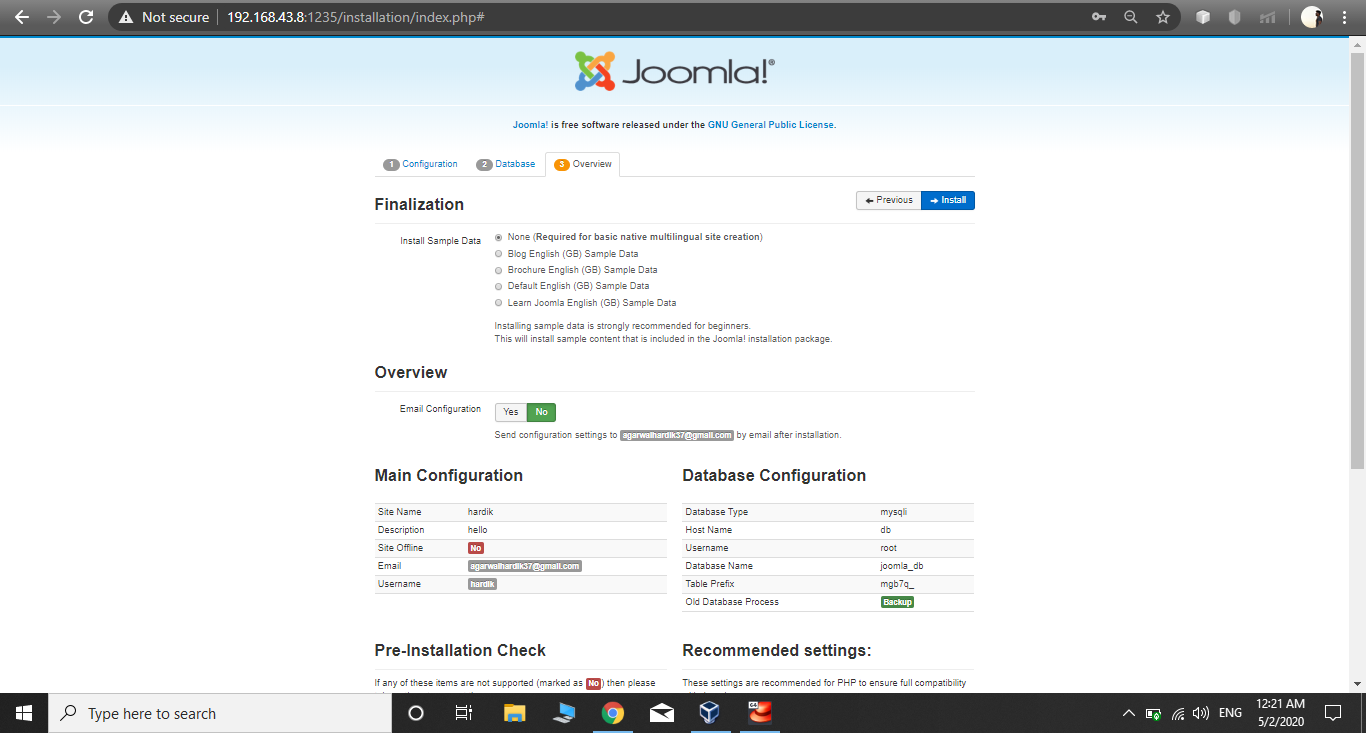 Not secure 192.168.43.8:1235/installation/index.php#
Joomla!®
Joomla! is free software released under the GNU General Public License.
1 Configuration 2 Database 3 Overview
Finalization
Previous Install
Install Sample Data
None (Required for basic native multilingual site creation)
Blog English (GB) Sample Data
Brochure English (GB) Sample Data
Default English (GB) Sample Data
Learn Joomla English (GB) Sample Data
Installing sample data is strongly recommended for beginners.
This will install sample content that is included in the Joomla! installation package.
Overview
Email Configuration Yes No
Send configuration settings to agarwalhardik37@gmail.com by email after installation.
Main Configuration
Site Name hardik
Description hello
Site Offline No
Email agarwalhardik37@gmail.com
Username hardik
Database Configuration
Database Type mysqli
Host Name db
Username root
Database Name joomla_db
Table Prefix mgb7q_
Old Database Process Backup
Pre-Installation Check
If any of these items are not supported (marked as No) then please
Recommended settings:
These settings are recommended for PHP to ensure full compatibility
Type here to search
ENG
12:21 AM
5/2/2020